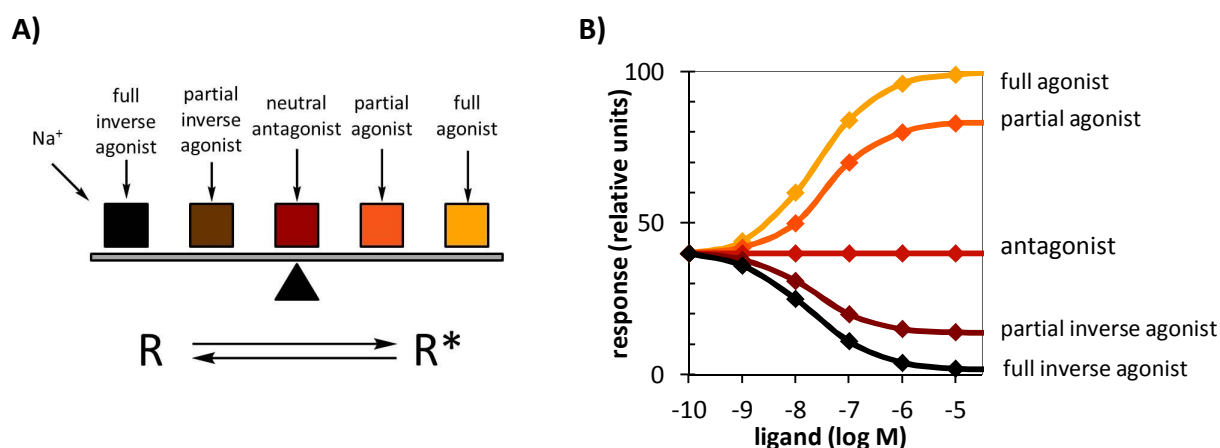 A)
Na⁺
full
inverse
agonist
partial
inverse
agonist
neutral
antagonist
partial
agonist
full
agonist
R
R*
B)
response (relative units)
100
50
0
-10 -9 -8 -7 -6 -5
ligand (log M)
full agonist
partial agonist
antagonist
partial inverse agonist
full inverse agonist